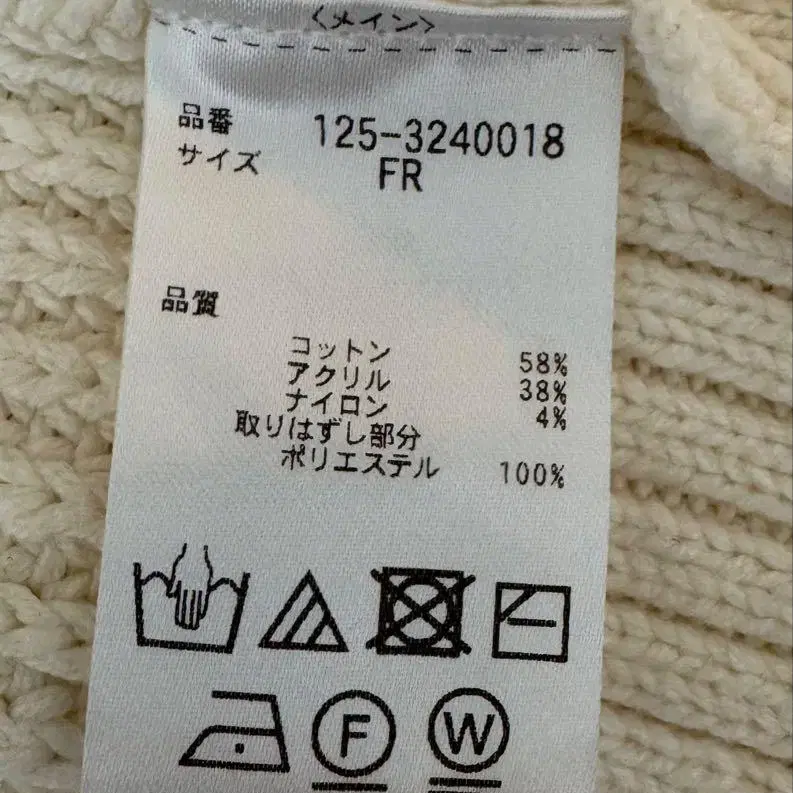 〈メイン〉
品番 125-3240018
サイズ FR
品質
コットン 58%
アクリル 38%
ナイロン 4%
取りはずし部分
ポリエステル 100%
F W